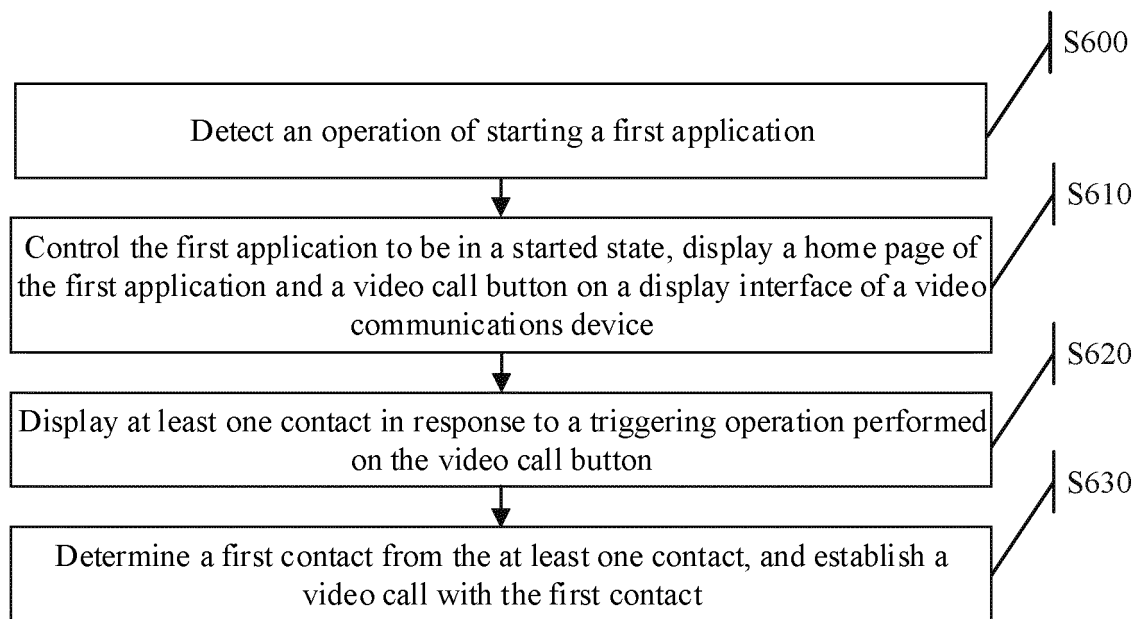 S600
Detect an operation of starting a first application
S610
Control the first application to be in a started state, display a home page of
the first application and a video call button on a display interface of a video
communications device
S620
Display at least one contact in response to a triggering operation performed
on the video call button
S630
Determine a first contact from the at least one contact, and establish a
video call with the first contact